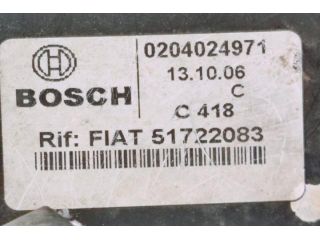 0204024971
BOSCH
13.10.06
C
C 418
Rif: FIAT 51722083